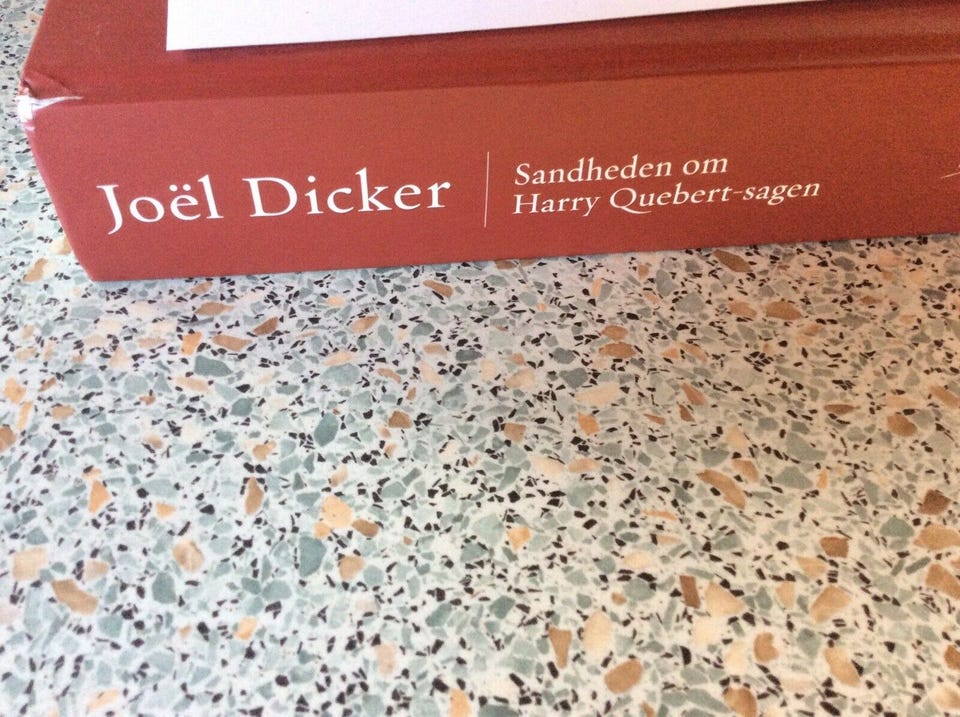 Joël Dicker
Sandheden om
Harry Quebert-sagen